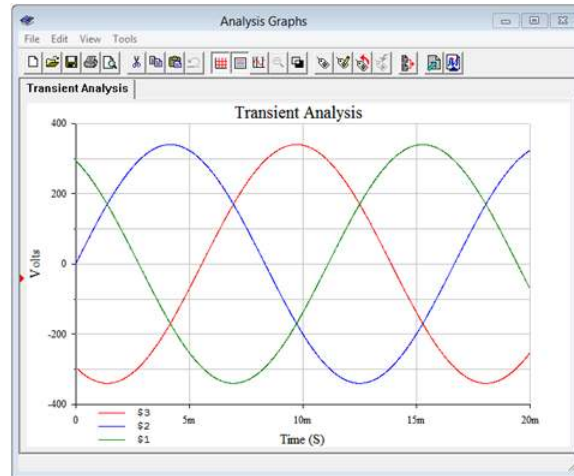 Analysis Graphs
File Edit View Tools
Transient Analysis
Transient Analysis
400
200
0
-200
-400
Volts
0 5m 10m 15m 20m
Time (S)
$3
$2
$1